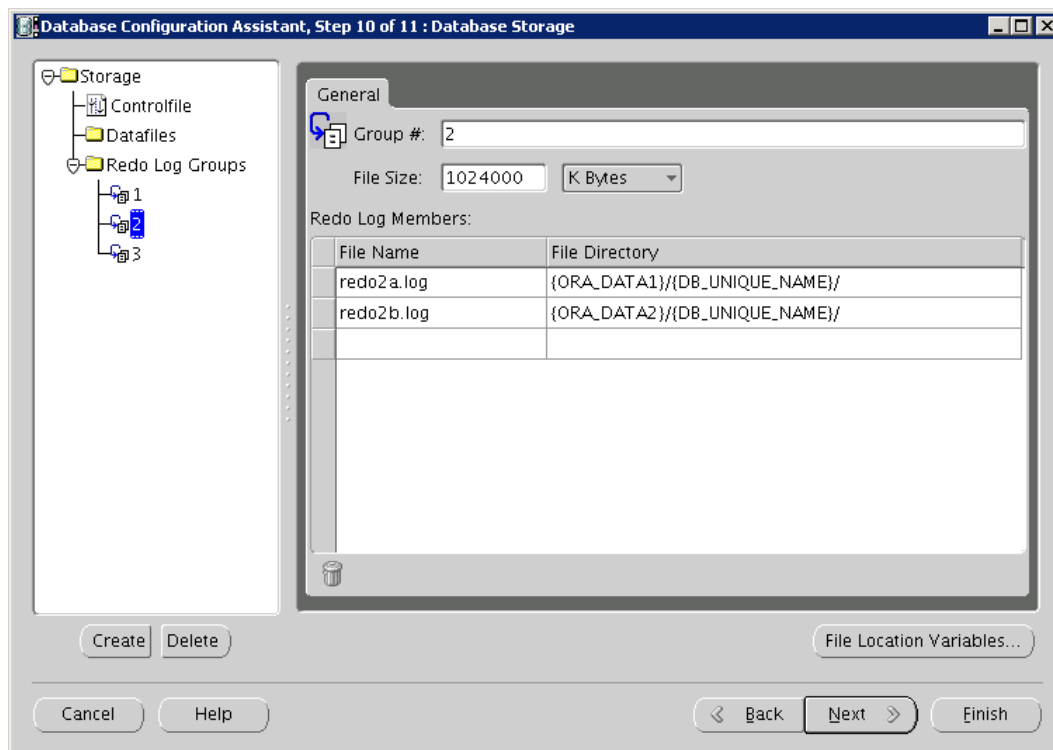 Database Configuration Assistant, Step 10 of 11 : Database Storage
Storage
Controlfile
Datafiles
Redo Log Groups
1
2
3
General
Group #: 2
File Size: 1024000 K Bytes
Redo Log Members:
File Name File Directory
redo2a.log {ORA_DATA1}/{DB_UNIQUE_NAME}/
redo2b.log {ORA_DATA2}/{DB_UNIQUE_NAME}/
Create Delete File Location Variables...
Cancel Help Back Next Finish